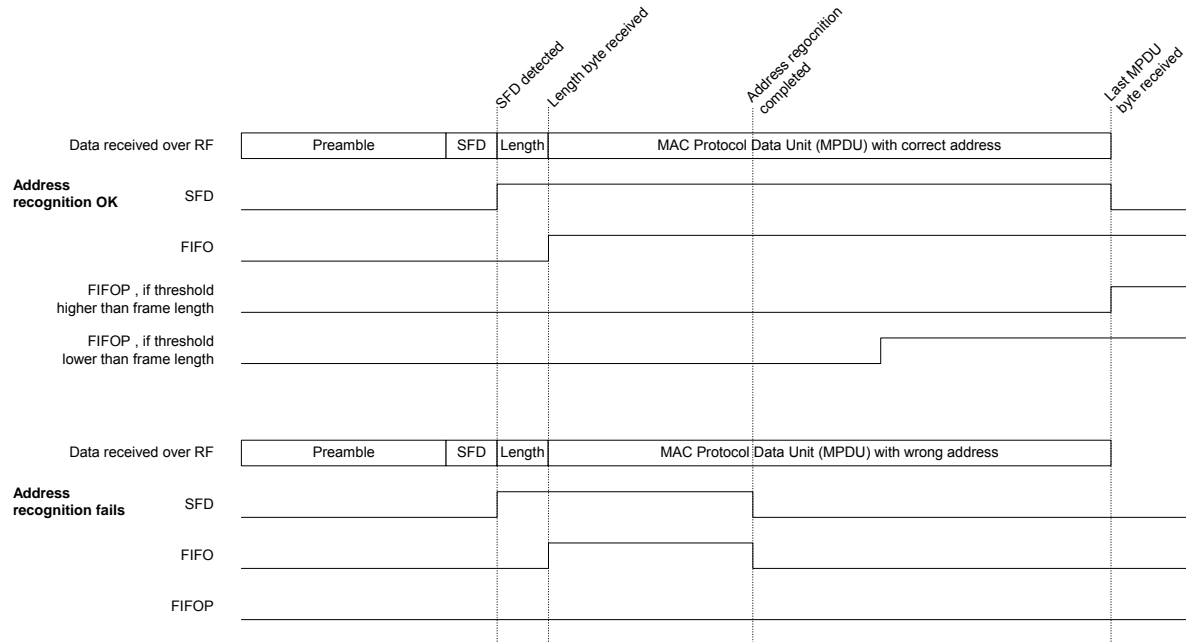 SFD detected
Length byte received
Address regocnition
completed
Last MPDU
byte received
Data received over RF
Preamble
SFD
Length
MAC Protocol Data Unit (MPDU) with correct address
Address
recognition OK
SFD
FIFO
FIFOP , if threshold
higher than frame length
FIFOP , if threshold
lower than frame length
Data received over RF
Preamble
SFD
Length
MAC Protocol Data Unit (MPDU) with wrong address
Address
recognition fails
SFD
FIFO
FIFOP